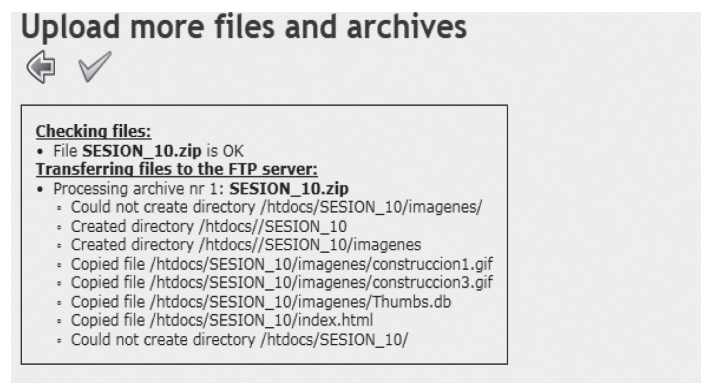 Upload more files and archives
Checking files:
• File SESION_10.zip is OK
Transferring files to the FTP server:
• Processing archive nr 1: SESION_10.zip
▫ Could not create directory /htdocs/SESION_10/imagenes/
▫ Created directory /htdocs//SESION_10
▫ Created directory /htdocs//SESION_10/imagenes
▫ Copied file /htdocs/SESION_10/imagenes/construccion1.gif
▫ Copied file /htdocs/SESION_10/imagenes/construccion3.gif
▫ Copied file /htdocs/SESION_10/imagenes/Thumbs.db
▫ Copied file /htdocs/SESION_10/index.html
▫ Could not create directory /htdocs/SESION_10/